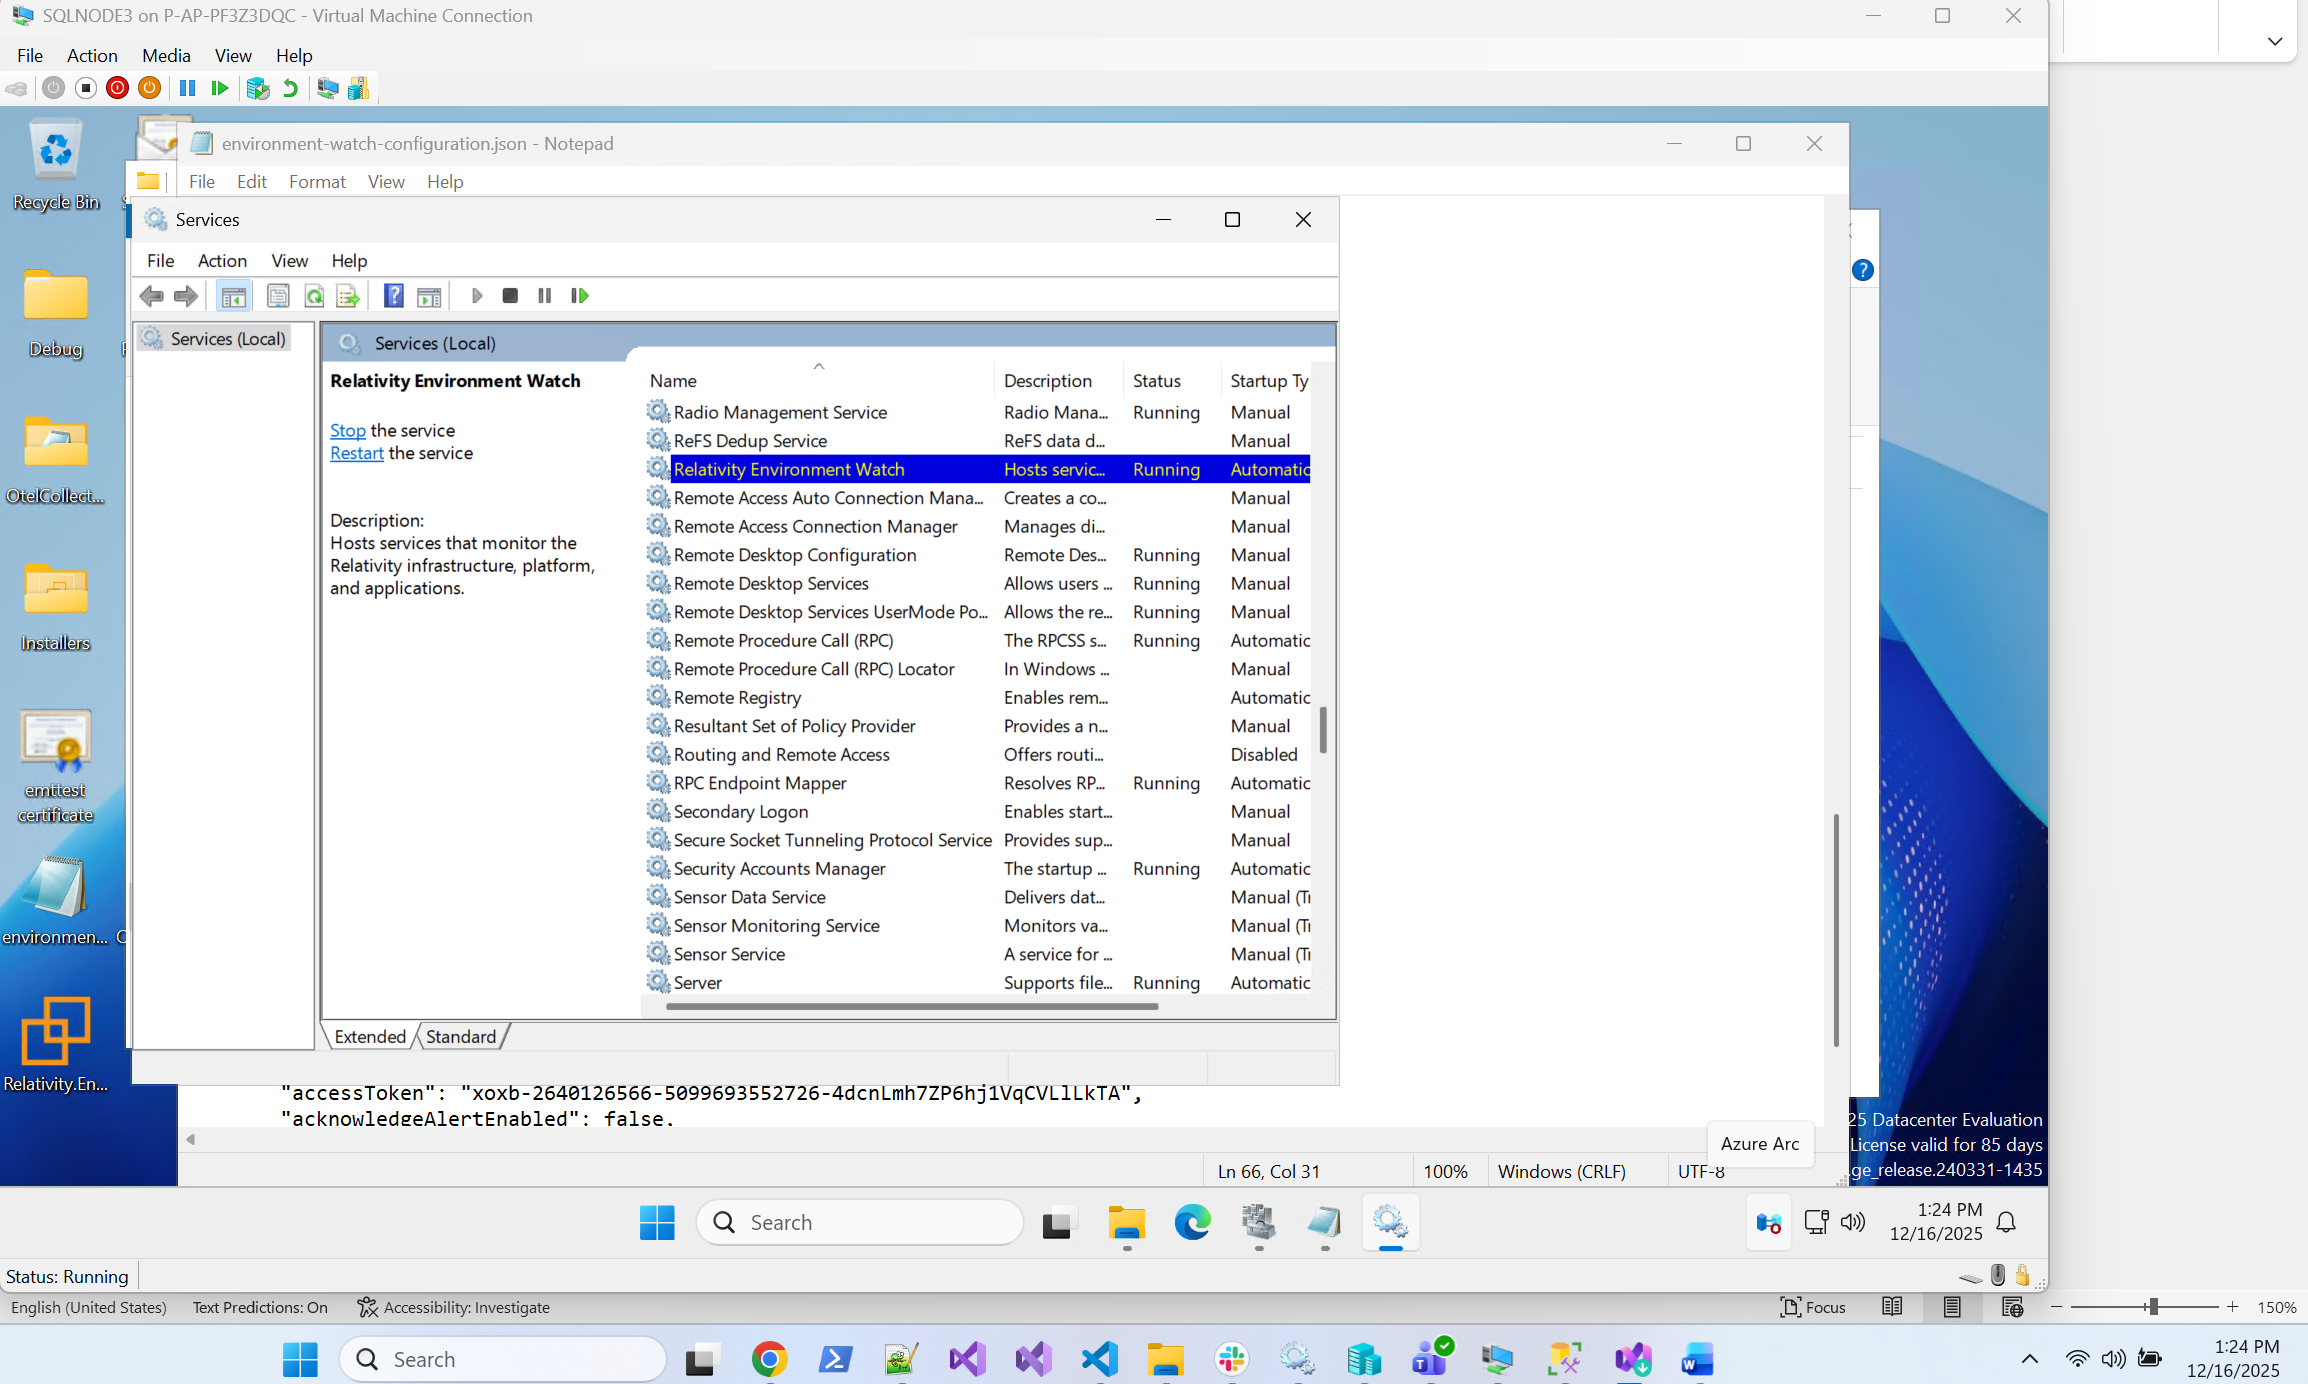 SQLNODE3 on P-AP-PF3Z3DQC - Virtual Machine Connection
File Action Media View Help
Recycle Bin
environment-watch-configuration.json - Notepad
File Edit Format View Help
Services
File Action View Help
Services (Local)
Services (Local)
Relativity Environment Watch
Stop the service
Restart the service
Description:
Hosts services that monitor the
Relativity infrastructure, platform,
and applications.
Name Description Status Startup Ty
Radio Management Service Radio Mana... Running Manual
ReFS Dedup Service ReFS data d... Manual
Relativity Environment Watch Hosts servic... Running Automatic
Remote Access Auto Connection Mana... Creates a co... Manual
Remote Access Connection Manager Manages di... Manual
Remote Desktop Configuration Remote Des... Running Manual
Remote Desktop Services Allows users ... Running Manual
Remote Desktop Services UserMode Po... Allows the re... Running Manual
Remote Procedure Call (RPC) The RPCSS s... Running Automatic
Remote Procedure Call (RPC) Locator In Windows ... Manual
Remote Registry Enables rem... Automatic
Resultant Set of Policy Provider Provides a n... Manual
Routing and Remote Access Offers routi... Disabled
RPC Endpoint Mapper Resolves RP... Running Automatic
Secondary Logon Enables start... Manual
Secure Socket Tunneling Protocol Service Provides sup... Manual
Security Accounts Manager The startup ... Running Automatic
Sensor Data Service Delivers dat... Manual (Tr
Sensor Monitoring Service Monitors va... Manual (Tr
Sensor Service A service for ... Manual (Tr
Server Supports file... Running Automatic
Extended Standard
Debug
OtelCollect...
Installers
emttest
certificate
environmen...
Relativity.En...
"accessToken": "xoxb-2640126566-5099693552726-4dcnLmh7ZP6hj1VqCVLlLkTA",
"acknowledgeAlertEnabled": false,
Azure Arc
25 Datacenter Evaluation
License valid for 85 days
.ge_release.240331-1435
Ln 66, Col 31 100% Windows (CRLF) UTF-8
Search
1:24 PM
12/16/2025
Status: Running
English (United States) Text Predictions: On Accessibility: Investigate Focus 150%
Search
1:24 PM
12/16/2025